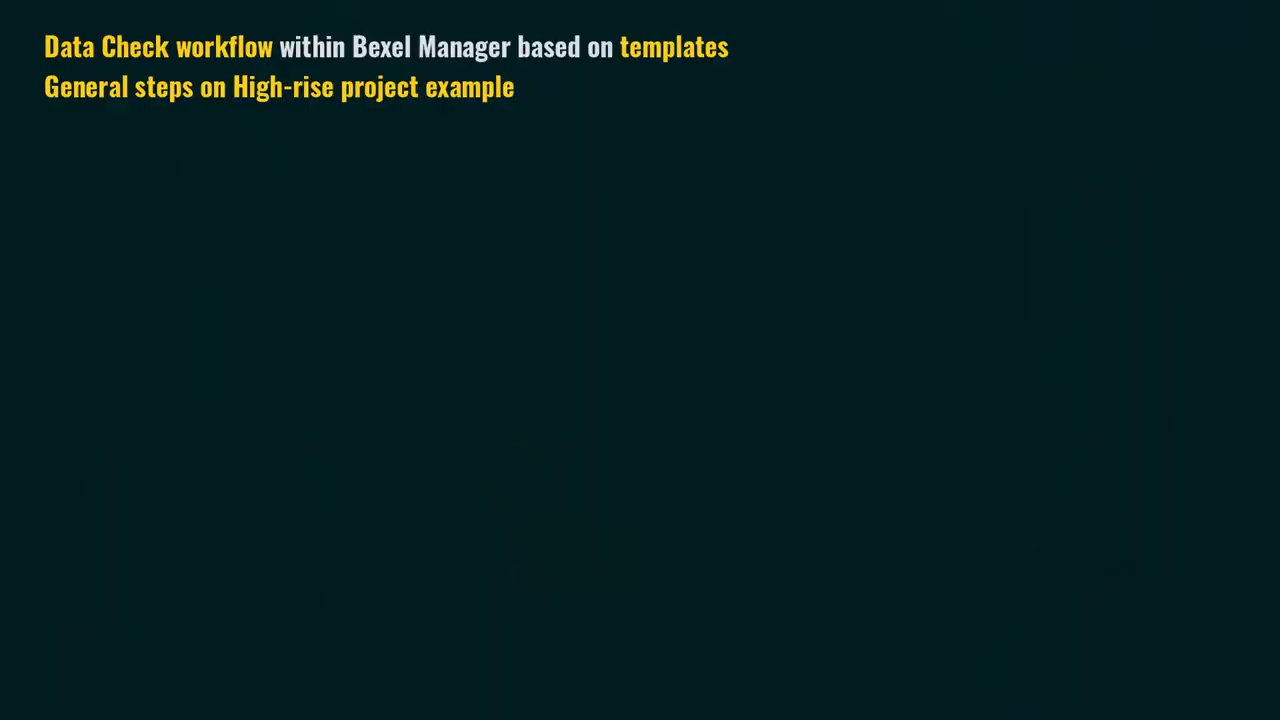 Data Check workflow within Bexel Manager based on templates
General steps on High-rise project example